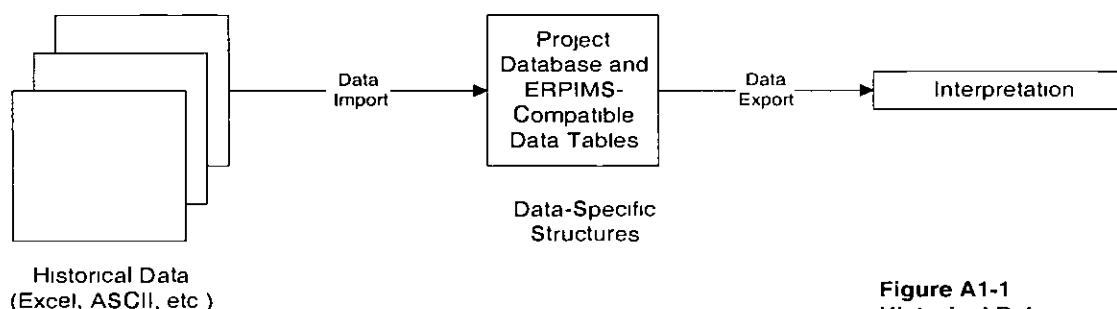 Data
Import
Project
Database and
ERPIMS-
Compatible
Data Tables
Data
Export
Interpretation
Data-Specific
Structures
Historical Data
(Excel, ASCII, etc )
Figure A1-1